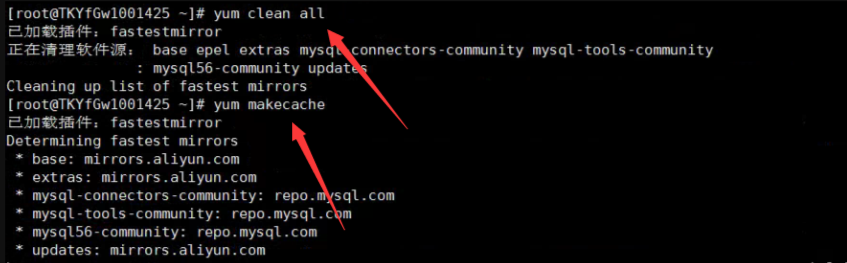 [root@TKYfGw1001425 ~]# yum clean all
已加载插件：fastestmirror
正在清理软件源： base epel extras mysql-connectors-community mysql-tools-community
: mysql56-community updates
Cleaning up list of fastest mirrors
[root@TKYfGw1001425 ~]# yum makecache
已加载插件：fastestmirror
Determining fastest mirrors
* base: mirrors.aliyun.com
* extras: mirrors.aliyun.com
* mysql-connectors-community: repo.mysql.com
* mysql-tools-community: repo.mysql.com
* mysql56-community: repo.mysql.com
* updates: mirrors.aliyun.com